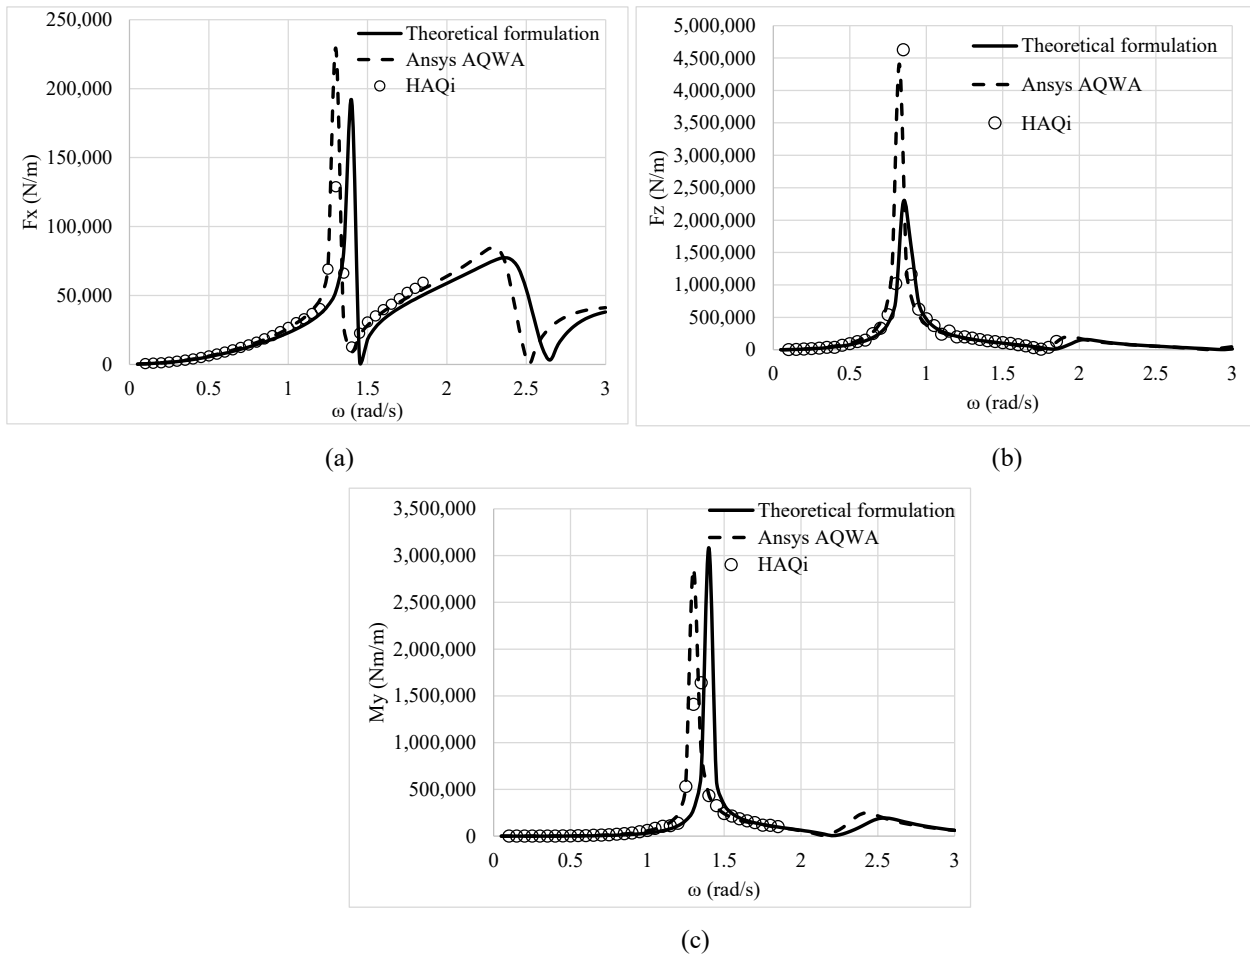 250,000
200,000
150,000
100,000
50,000
0
Fx (N/m)
0
0.5
1
1.5
2
2.5
3
ω (rad/s)
Theoretical formulation
Ansys AQWA
HAQi
(a)
5,000,000
4,500,000
4,000,000
3,500,000
3,000,000
2,500,000
2,000,000
1,500,000
1,000,000
500,000
0
Fz (N/m)
0
0.5
1
1.5
2
2.5
3
ω (rad/s)
Theoretical formulation
Ansys AQWA
HAQi
(b)
3,500,000
3,000,000
2,500,000
2,000,000
1,500,000
1,000,000
500,000
0
My (Nm/m)
0
0.5
1
1.5
2
2.5
3
ω (rad/s)
Theoretical formulation
Ansys AQWA
HAQi
(c)